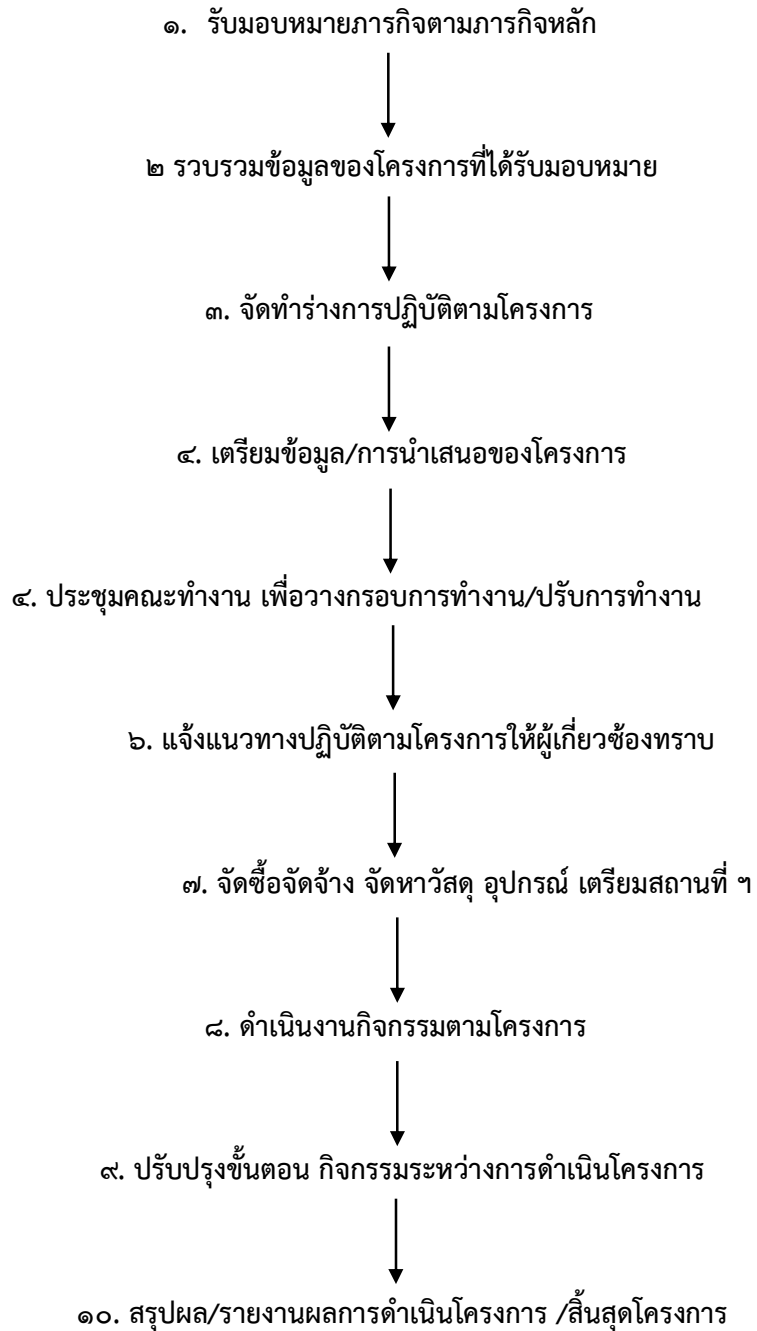 ๑. รับมอบหมายภารกิจตามภารกิจหลัก
๒ รวบรวมข้อมูลของโครงการที่ได้รับมอบหมาย
๓. จัดทำร่างการปฏิบัติตามโครงการ
๔. เตรียมข้อมูล/การนำเสนอของโครงการ
๔. ประชุมคณะทำงาน เพื่อวางกรอบการทำงาน/ปรับการทำงาน
๖. แจ้งแนวทางปฏิบัติตามโครงการให้ผู้เกี่ยวซ้องทราบ
๗. จัดซื้อจัดจ้าง จัดหาวัสดุ อุปกรณ์ เตรียมสถานที่ ฯ
๘. ดำเนินงานกิจกรรมตามโครงการ
๙. ปรับปรุงขั้นตอน กิจกรรมระหว่างการดำเนินโครงการ
๑๐. สรุปผล/รายงานผลการดำเนินโครงการ /สิ้นสุดโครงการ